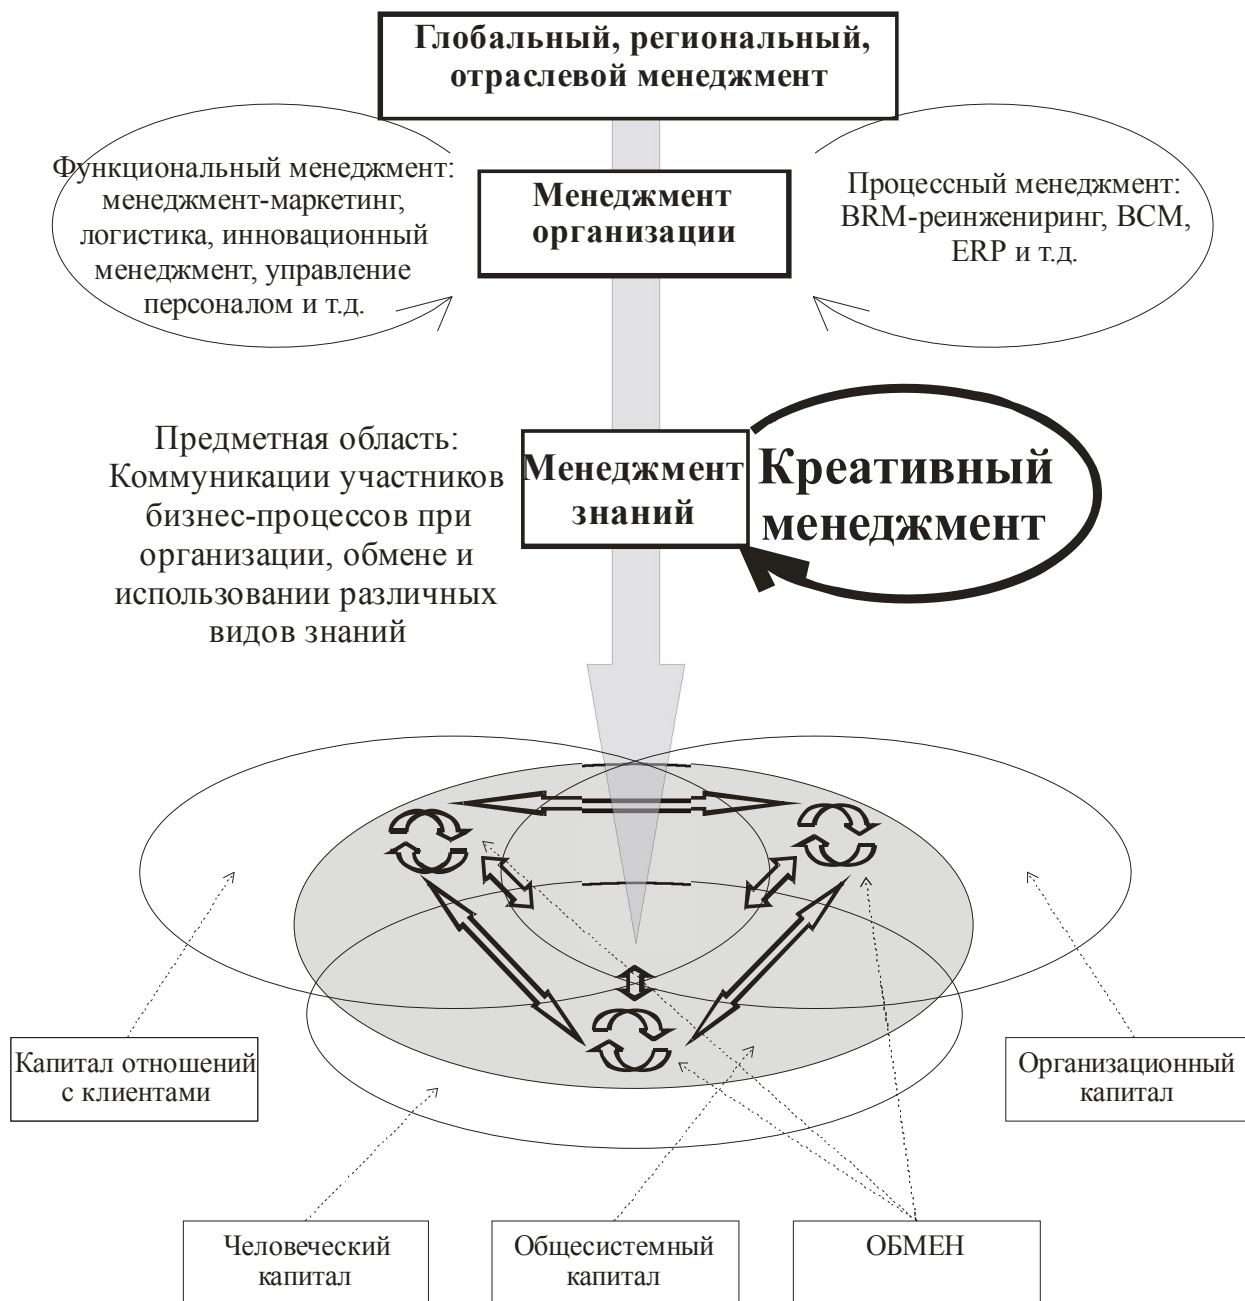 Глобальный, региональный,
отраслевой менеджмент
Функциональный менеджмент:
менеджмент-маркетинг,
логистика, инновационный
менеджмент, управление
персоналом и т.д.
Менеджмент
организации
Процессный менеджмент:
BRM-реинжениринг, BCM,
ERP и т.д.
Предметная область:
Коммуникации участников
бизнес-процессов при
организации, обмене и
использовании различных
видов знаний
Менеджмент
знаний
Креативный
менеджмент
Капитал отношений
с клиентами
Организационный
капитал
Человеческий
капитал
Общесистемный
капитал
ОБМЕН